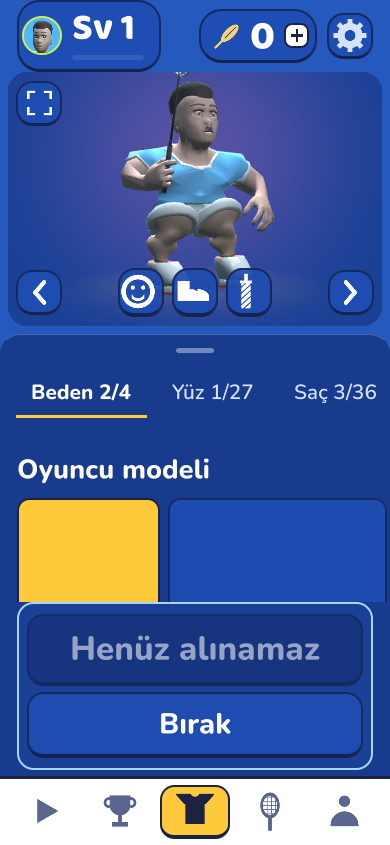 Sv 1
0
Beden 2/4
Yüz 1/27
Saç 3/36
Oyuncu modeli
Henüz alınamaz
Bırak